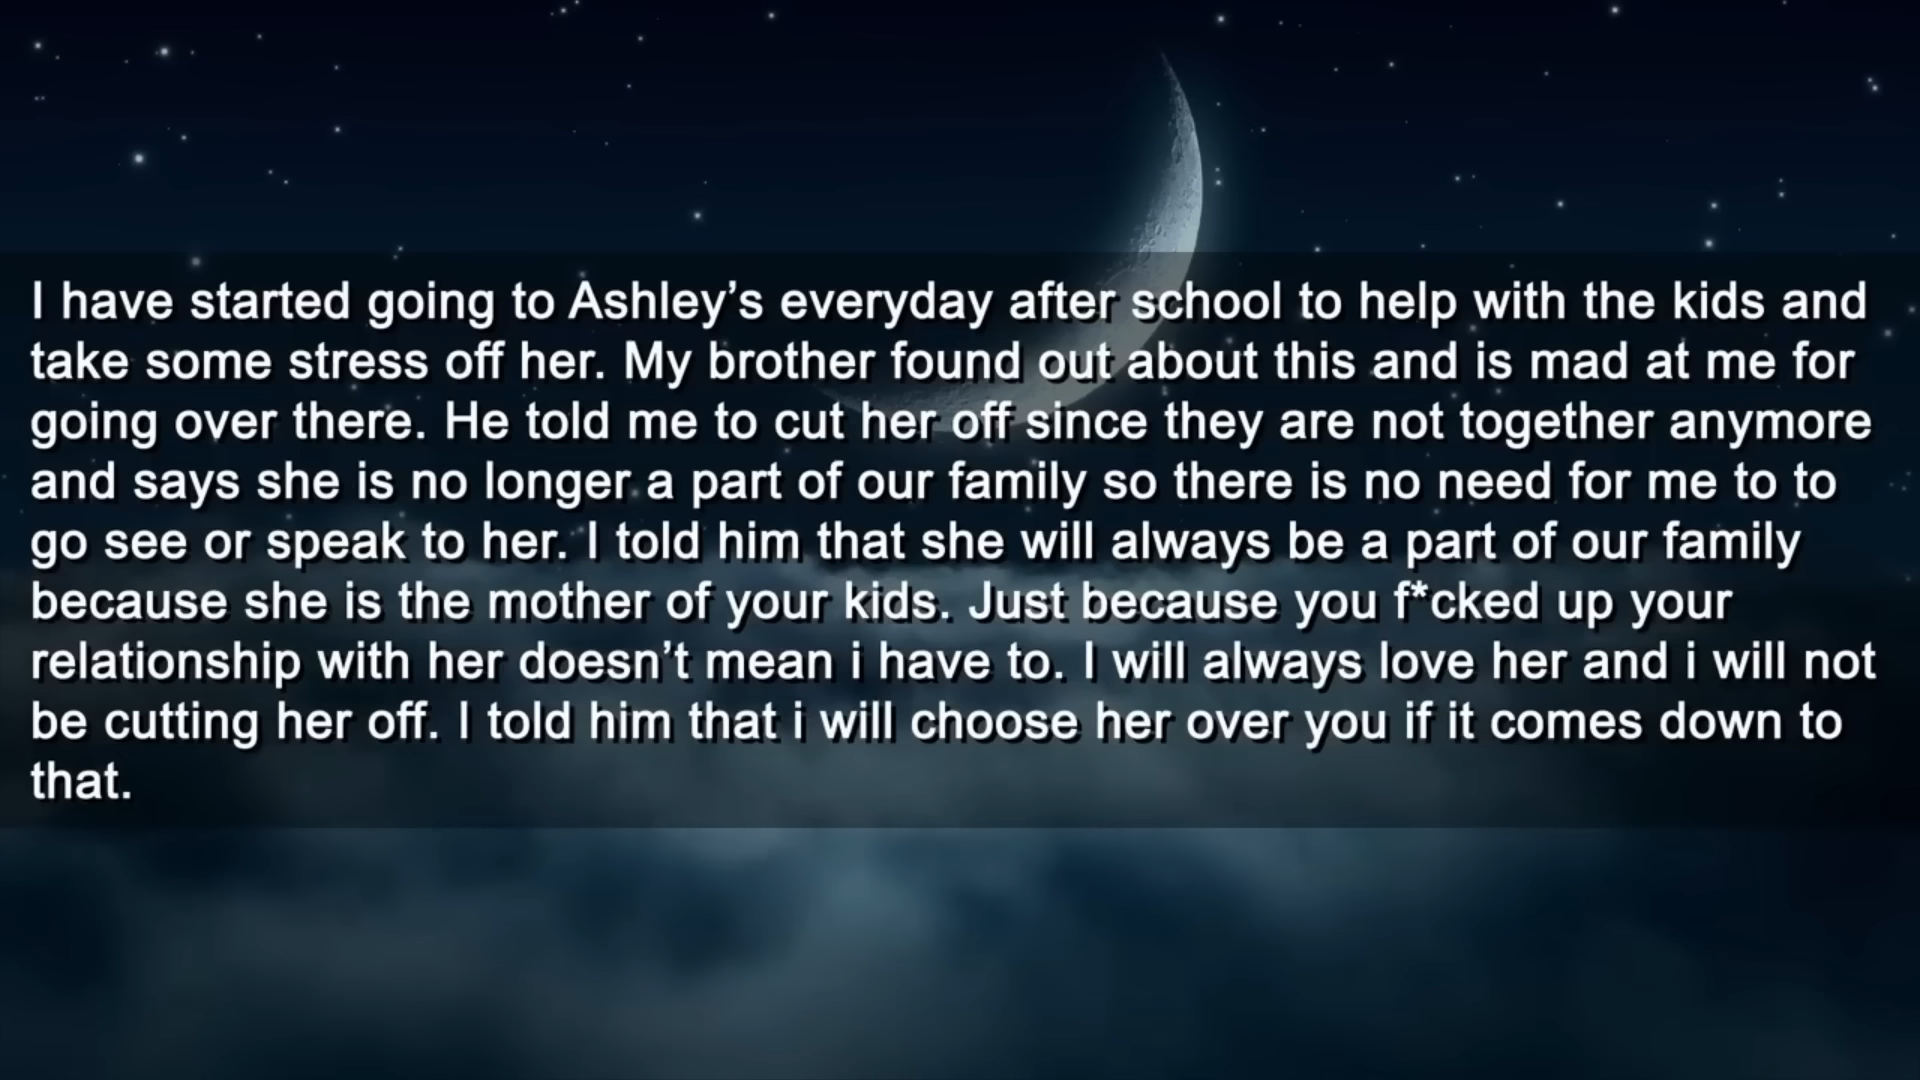 I have started going to Ashley’s everyday after school to help with the kids and
take some stress off her. My brother found out about this and is mad at me for
going over there. He told me to cut her off since they are not together anymore
and says she is no longer a part of our family so there is no need for me to to
go see or speak to her. I told him that she will always be a part of our family
because she is the mother of your kids. Just because you f*cked up your
relationship with her doesn’t mean i have to. I will always love her and i will not
be cutting her off. I told him that i will choose her over you if it comes down to
that.